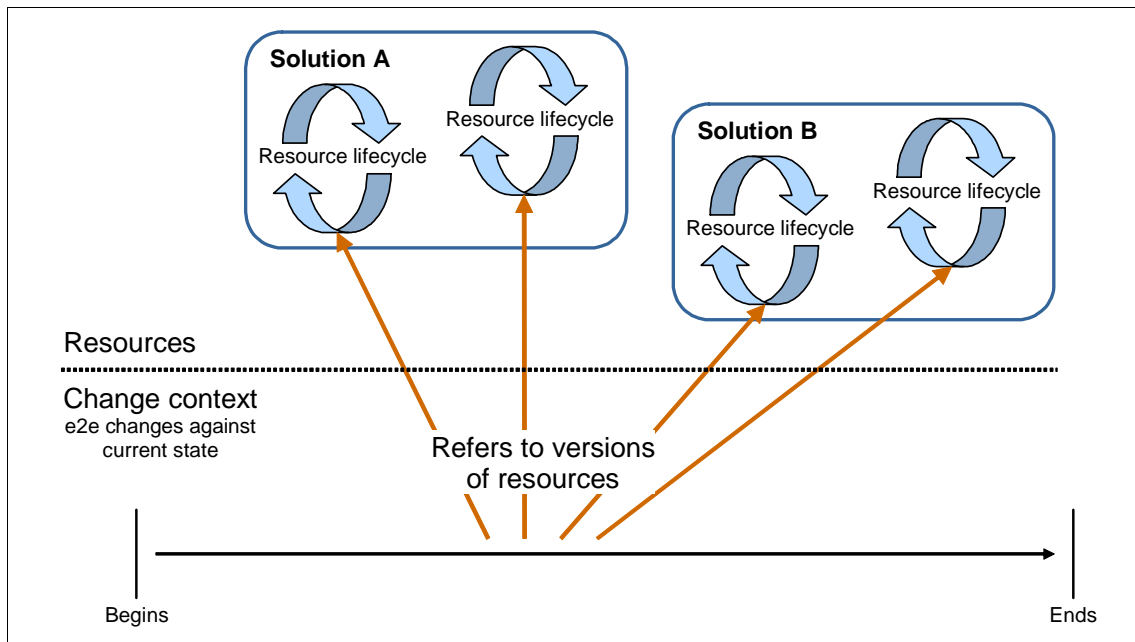 Solution A
Resource lifecycle
Resource lifecycle
Solution B
Resource lifecycle
Resource lifecycle
Resources
Change context
e2e changes against
current state
Refers to versions
of resources
Begins
Ends